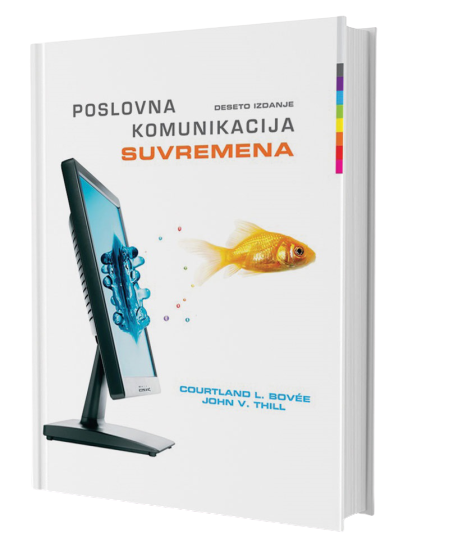 POSLOVNA
DESETO IZDANJE
KOMUNIKACIJA
SUVREMENA
COURTLAND L. BOVÉE
JOHN V. THILL